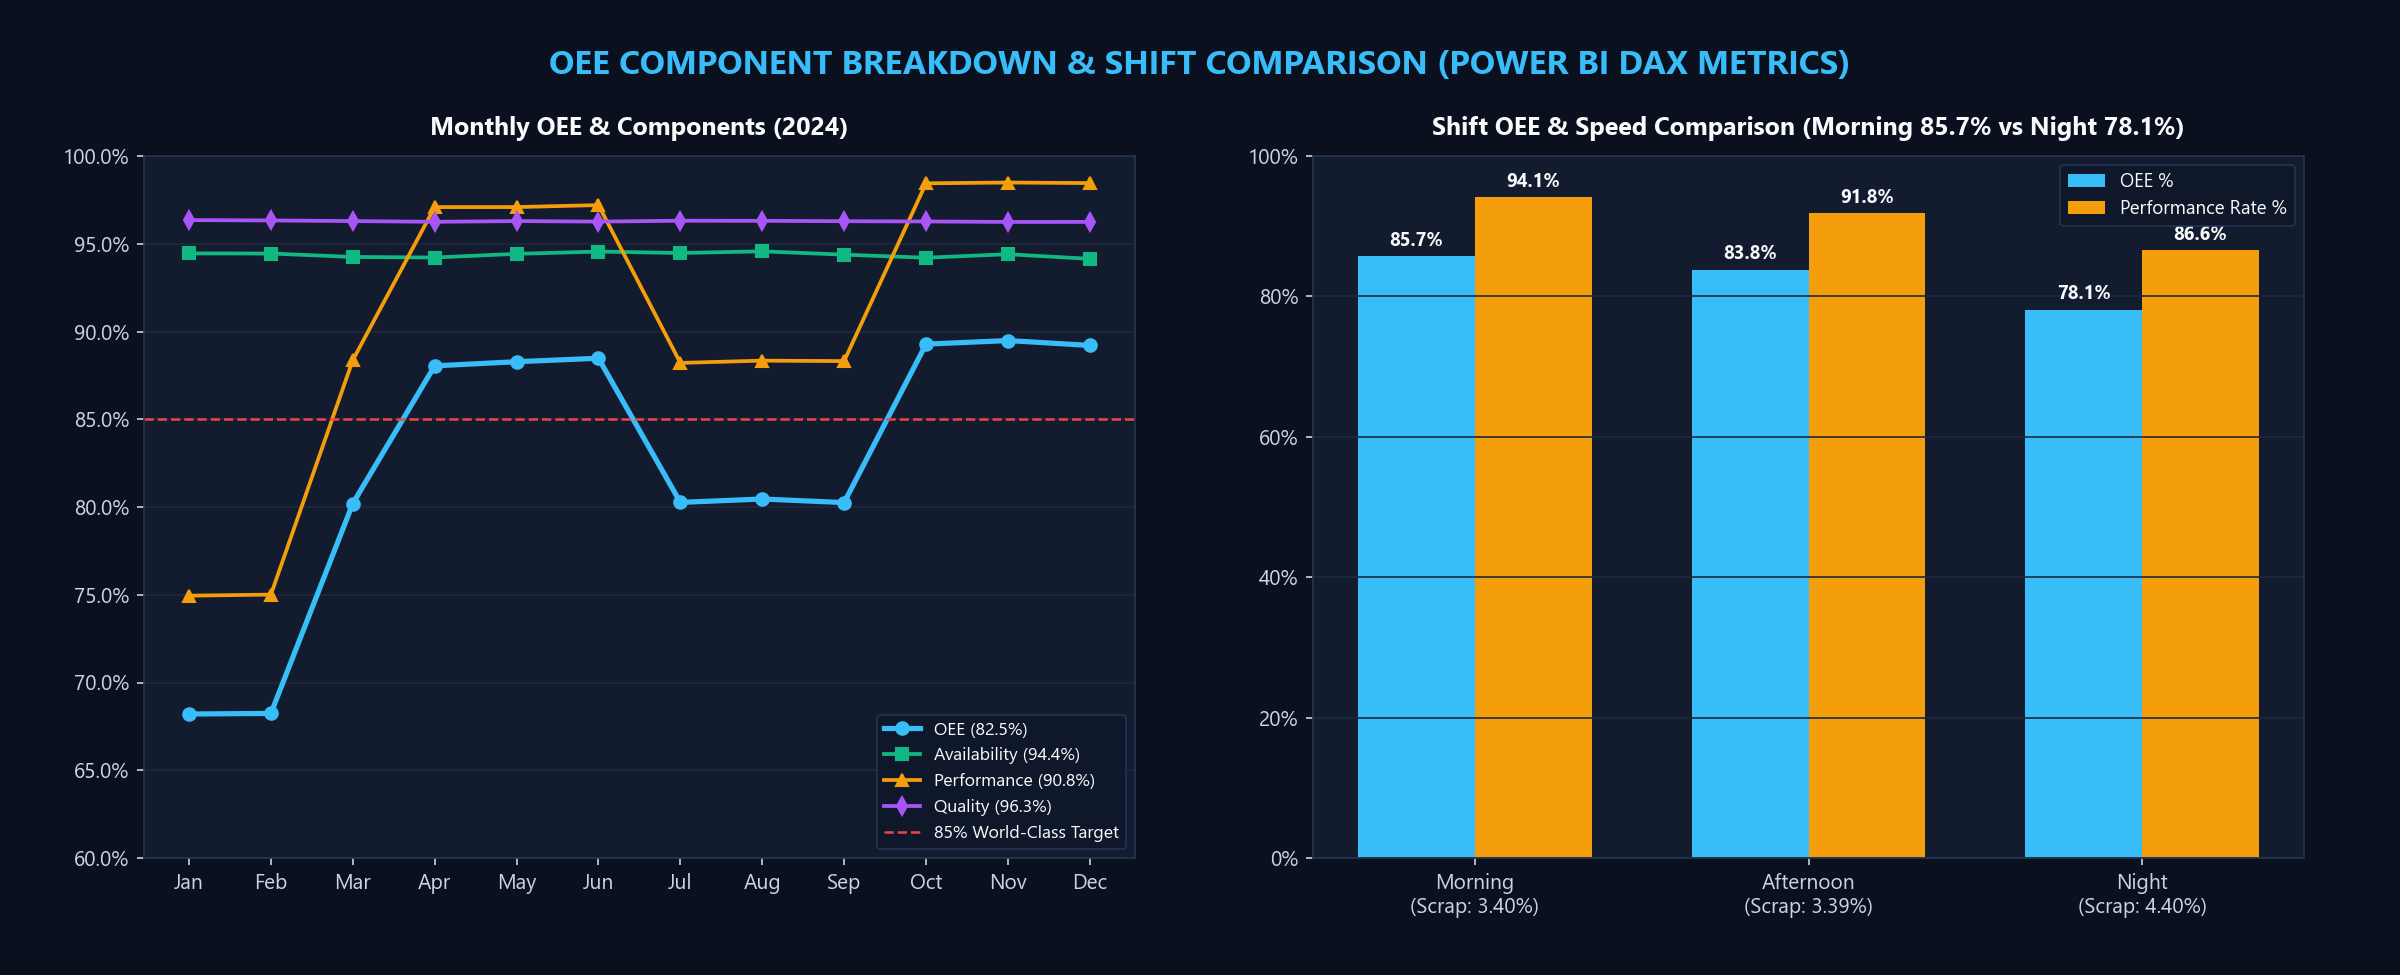 OEE COMPONENT BREAKDOWN & SHIFT COMPARISON (POWER BI DAX METRICS)
Monthly OEE & Components (2024)
100.0%
95.0%
90.0%
85.0%
80.0%
75.0%
70.0%
65.0%
60.0%
Jan Feb Mar Apr May Jun Jul Aug Sep Oct Nov Dec
OEE (82.5%)
Availability (94.4%)
Performance (90.8%)
Quality (96.3%)
85% World-Class Target
Shift OEE & Speed Comparison (Morning 85.7% vs Night 78.1%)
100%
80%
60%
40%
20%
0%
OEE %
Performance Rate %
85.7% 94.1%
83.8% 91.8%
78.1% 86.6%
Morning Afternoon Night
(Scrap: 3.40%) (Scrap: 3.39%) (Scrap: 4.40%)